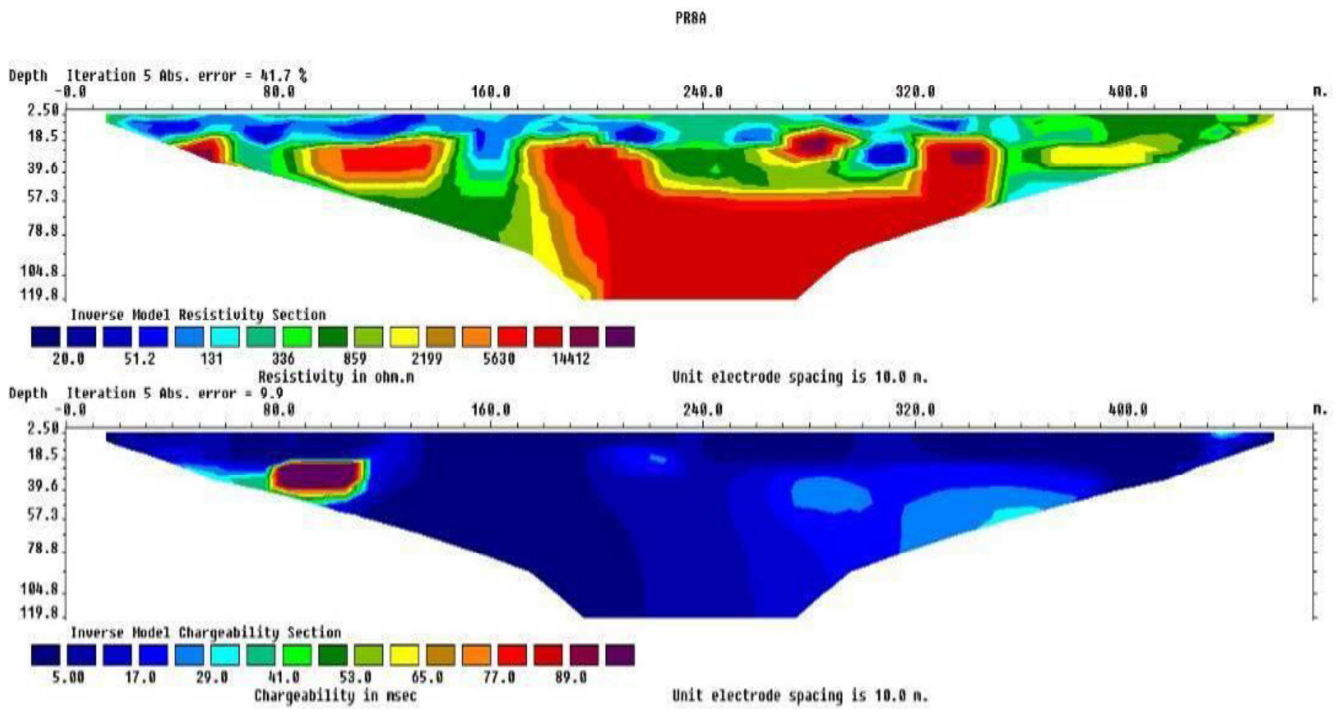 PR8A
Depth Iteration 5 Abs. error = 41.7 %
-0.0 80.0 160.0 240.0 320.0 400.0 m.
2.50
18.5
39.6
57.3
78.8
104.8
119.8
Inverse Model Resistivity Section
20.0 51.2 131 336 859 2199 5630 14412
Resistivity in ohm.m Unit electrode spacing is 10.0 m.
Depth Iteration 5 Abs. error = 9.9
-0.0 80.0 160.0 240.0 320.0 400.0 m.
2.50
18.5
39.6
57.3
78.8
104.8
119.8
Inverse Model Chargeability Section
5.00 17.0 29.0 41.0 53.0 65.0 77.0 89.0
Chargeability in msec Unit electrode spacing is 10.0 m.